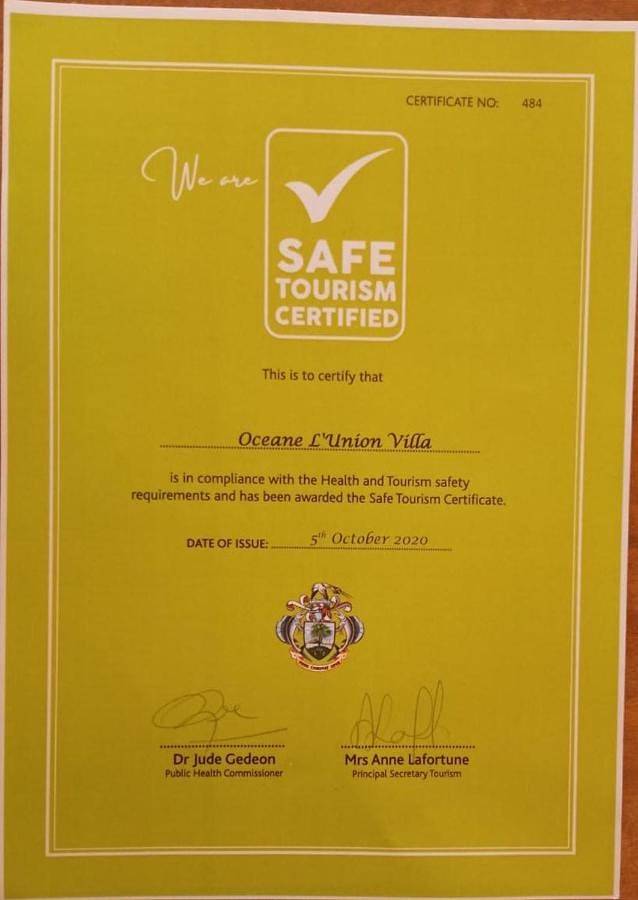 CERTIFICATE NO: 484
We are
SAFE
TOURISM
CERTIFIED
This is to certify that
Oceane L'Union Villa
is in compliance with the Health and Tourism safety
requirements and has been awarded the Safe Tourism Certificate.
DATE OF ISSUE: 5th October 2020
Dr Jude Gedeon Mrs Anne Lafortune
Public Health Commissioner Principal Secretary Tourism